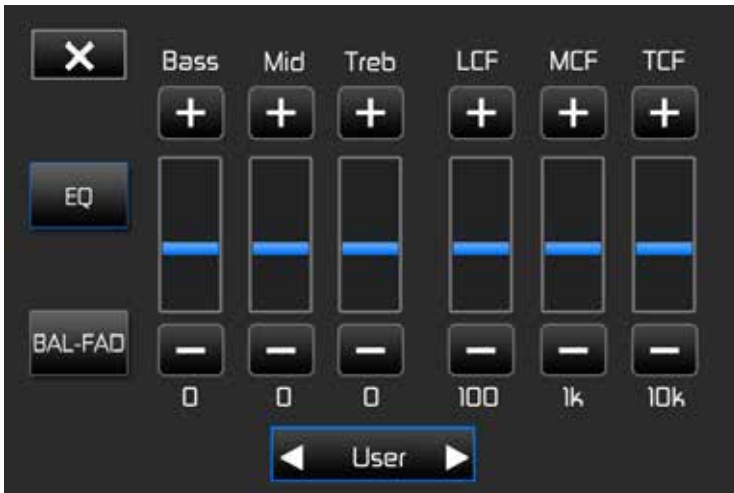 Bass Mid Treb LCF MCF TCF
EQ
BAL-FAD
0 0 0 100 1k 10k
User